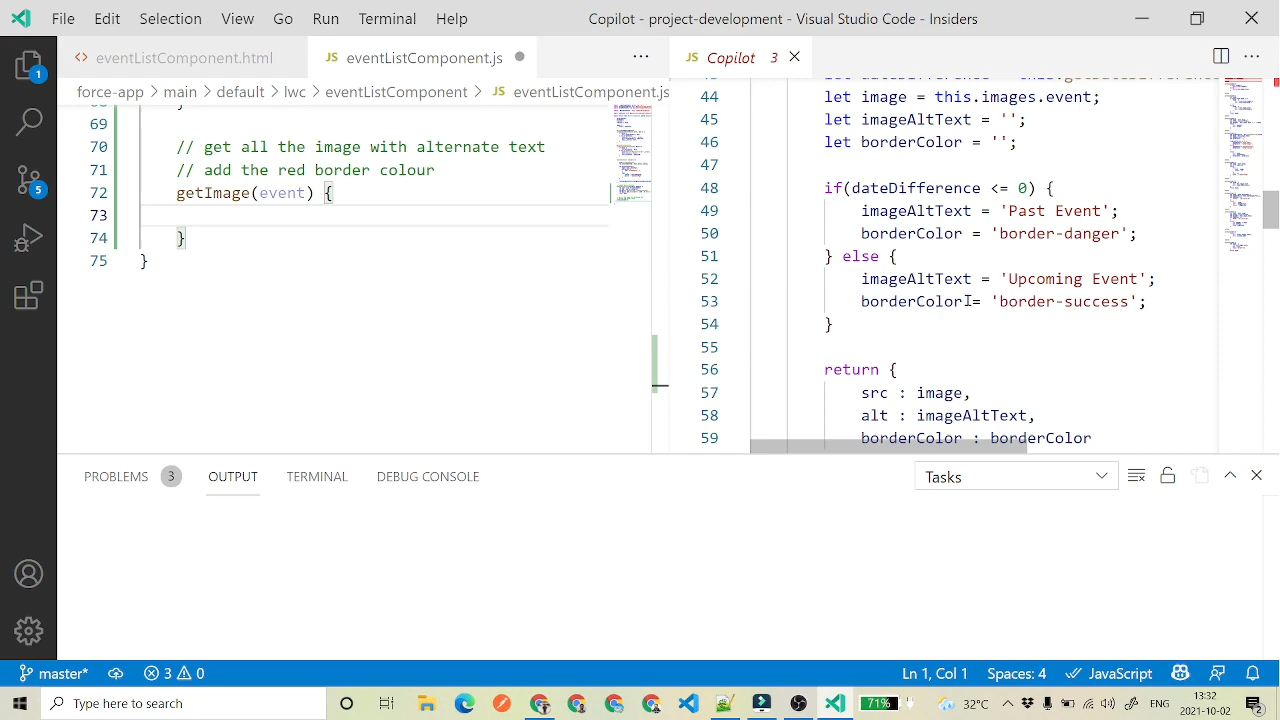 File Edit Selection View Go Run Terminal Help Copilot - project-development - Visual Studio Code - Insiders
<> eventListComponent.html JS eventListComponent.js ... JS Copilot 3 ...
force-app > main > default > lwc > eventListComponent > JS eventListComponent.js
69
70 // get all the image with alternate text
71 // add the red border colour
72 getImage(event) {
73
74 }
75 }
44 let image = this.images.event;
45 let imageAltText = '';
46 let borderColor = '';
47
48 if(dateDifference <= 0) {
49 imageAltText = 'Past Event';
50 borderColor = 'border-danger';
51 } else {
52 imageAltText = 'Upcoming Event';
53 borderColor = 'border-success';
54 }
55
56 return {
57 src : image,
58 alt : imageAltText,
59 borderColor : borderColor
1
5
PROBLEMS 3 OUTPUT TERMINAL DEBUG CONSOLE Tasks
master* 3 0 Ln 1, Col 1 Spaces: 4 JavaScript
Type here to search 71% 32°C ENG 13:32 2021-10-02 2